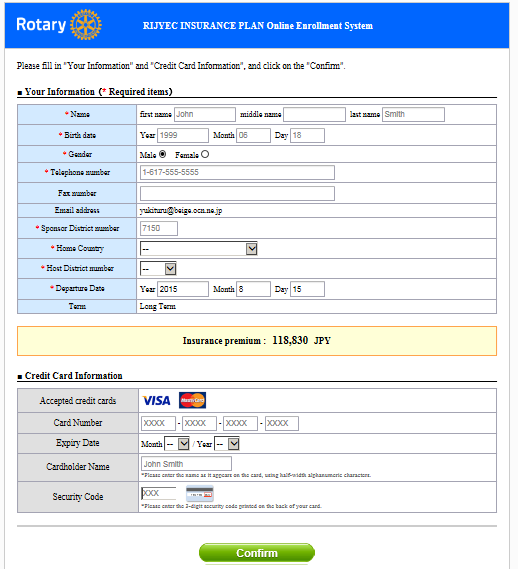 Rotary
RIJYEC INSURANCE PLAN Online Enrollment System
Please fill in "Your Information" and "Credit Card Information", and click on the "Confirm".
■ Your Information (* Required items)
* Name first name John middle name last name Smith
* Birth date Year 1999 Month 06 Day 18
* Gender Male Female
* Telephone number 1-617-555-5555
Fax number
Email address yukituru@beige.ocn.ne.jp
* Sponsor District number 7150
* Home Country --
* Host District number --
* Departure Date Year 2015 Month 8 Day 15
Term Long Term
Insurance premium : 118,830 JPY
■ Credit Card Information
Accepted credit cards VISA MasterCard
Card Number XXXX - XXXX - XXXX - XXXX
Expiry Date Month -- / Year --
Cardholder Name John Smith
*Please enter the name as it appears on the card, using half-width alphanumeric characters.
Security Code XXX
*Please enter the 3-digit security code printed on the back of your card.
Confirm